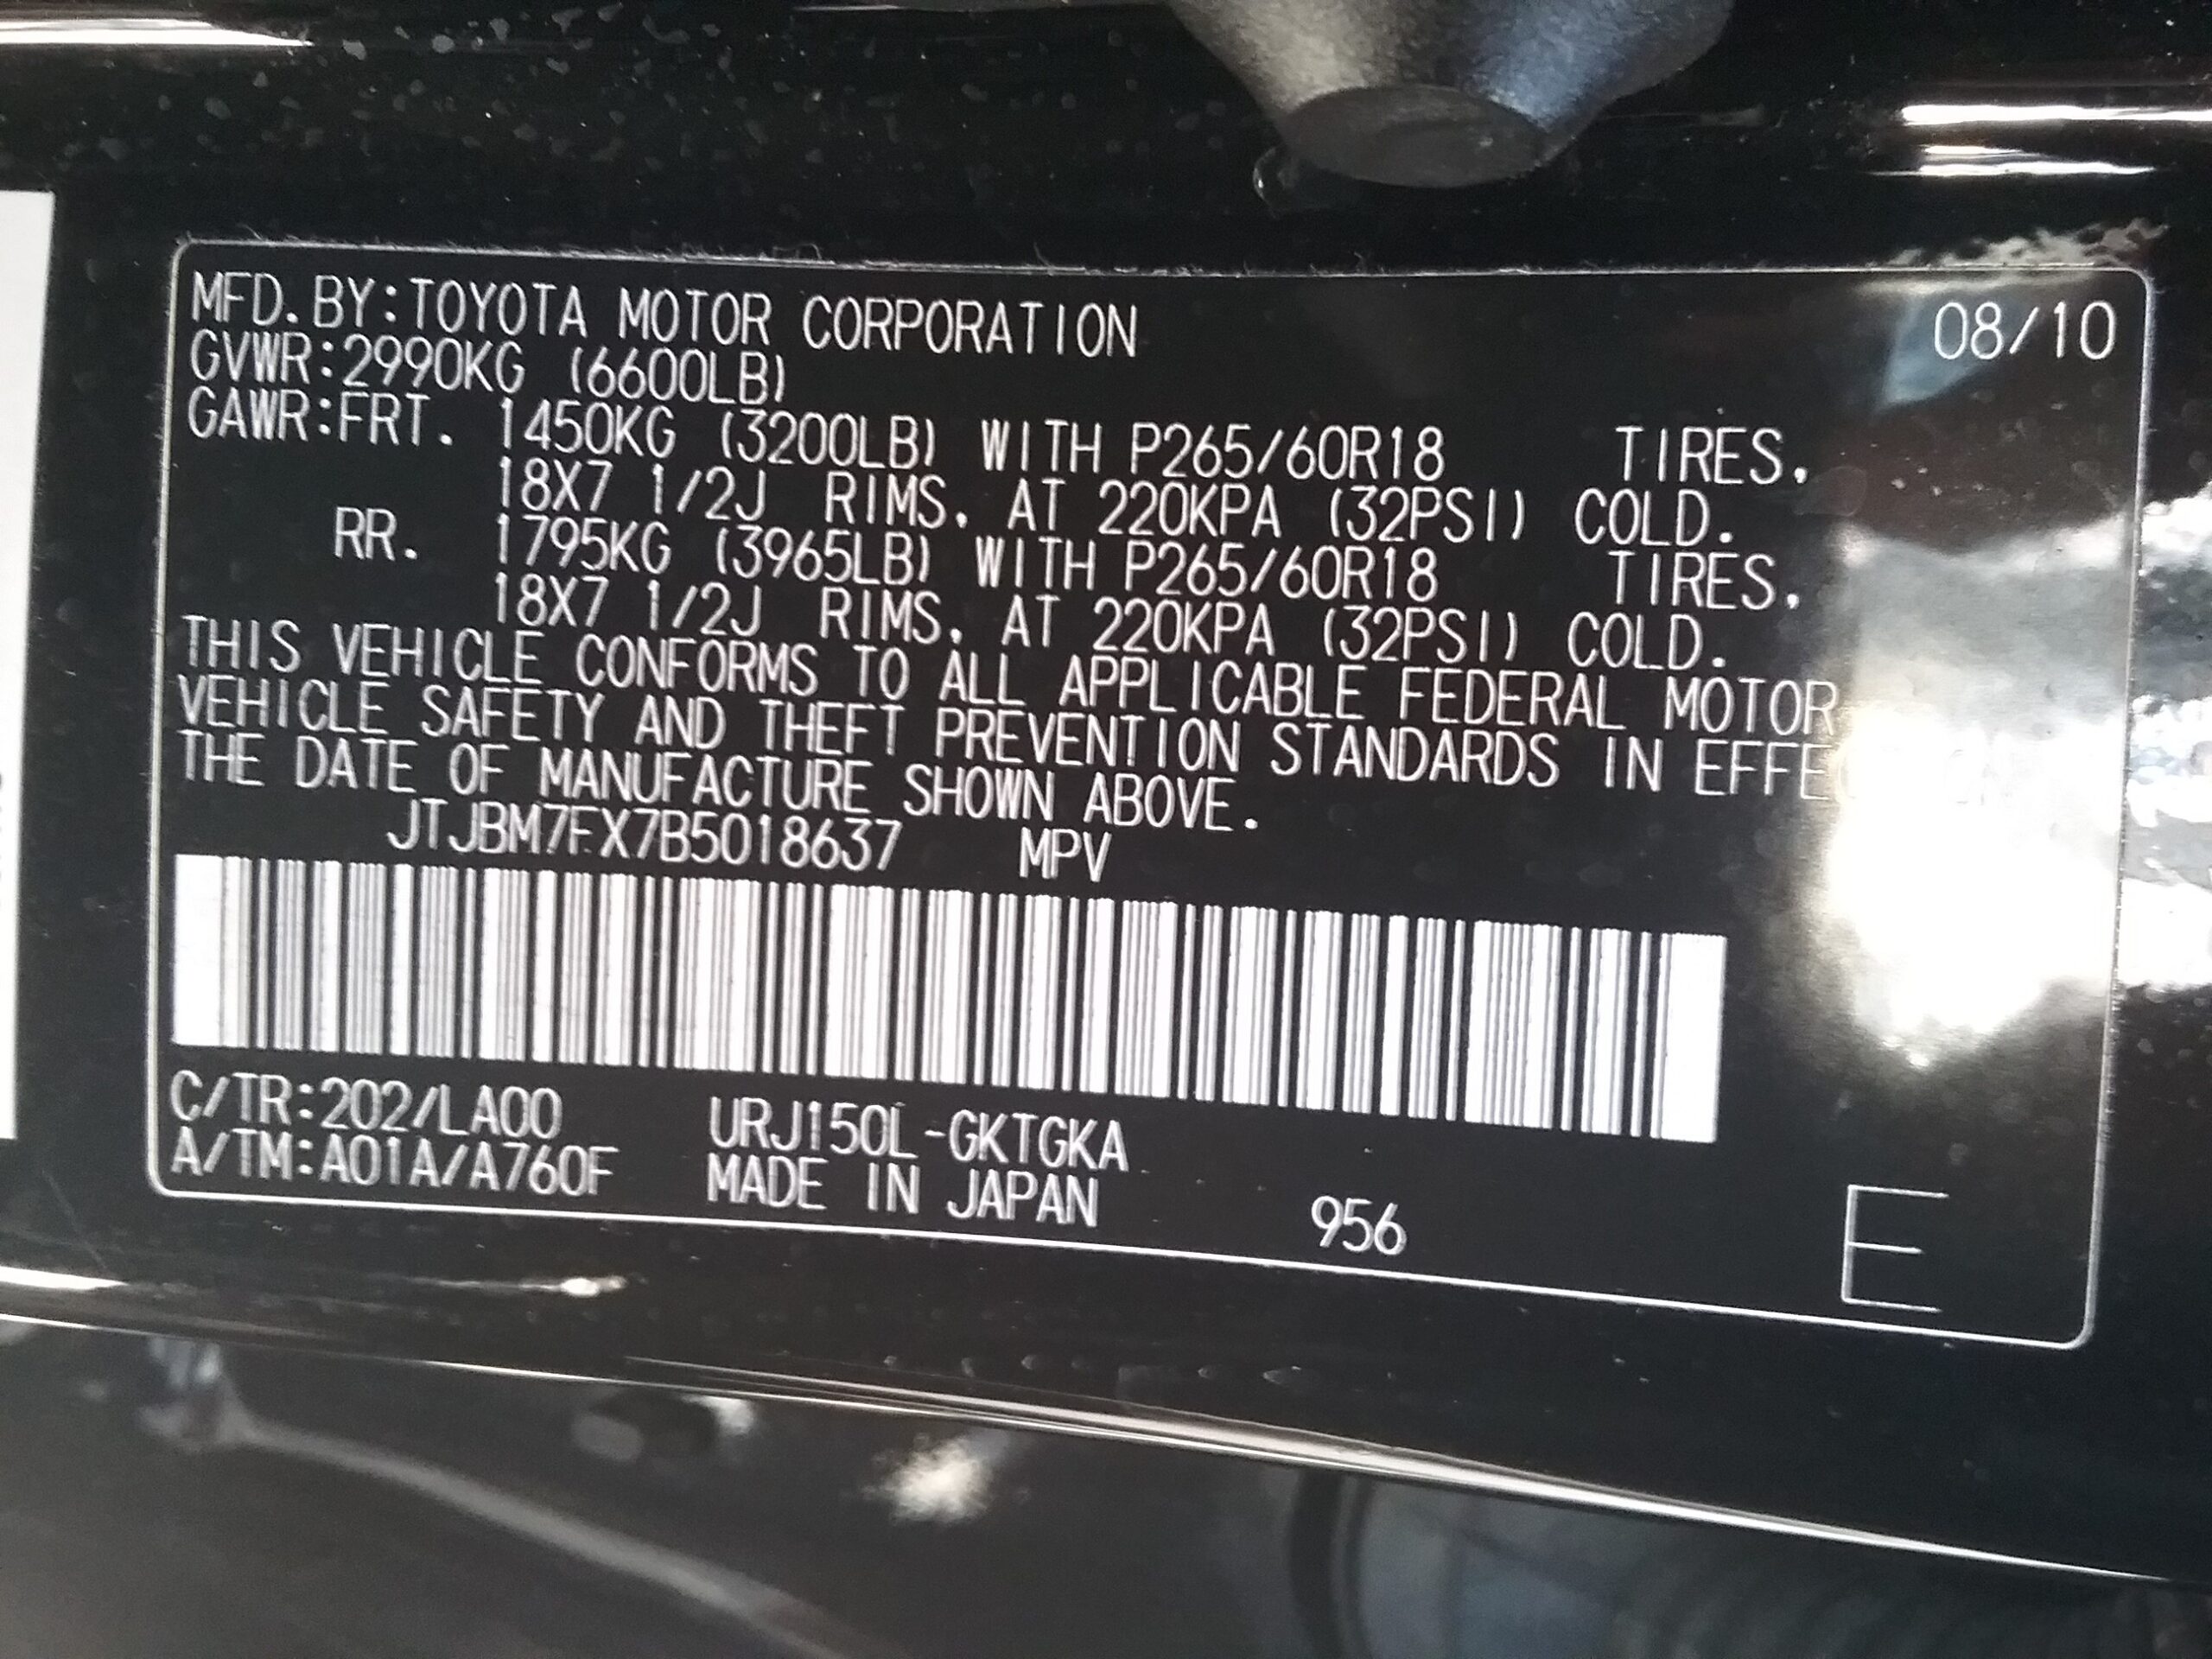 MFD. BY:TOYOTA MOTOR CORPORATION 08/10
GVWR:2990KG (6600LB)
GAWR:FRT. 1450KG (3200LB) WITH P265/60R18 TIRES,
18X7 1/2J RIMS, AT 220KPA (32PSI) COLD.
RR. 1795KG (3965LB) WITH P265/60R18 TIRES,
18X7 1/2J RIMS, AT 220KPA (32PSI) COLD.
THIS VEHICLE CONFORMS TO ALL APPLICABLE FEDERAL MOTOR
VEHICLE SAFETY AND THEFT PREVENTION STANDARDS IN
THE DATE OF MANUFACTURE SHOWN ABOVE.
JTJBM7FX7B5018637 MPV
C/TR:202/LA00 URJ150L-GKTGKA
A/TM:A01A/A760F MADE IN JAPAN 956 E